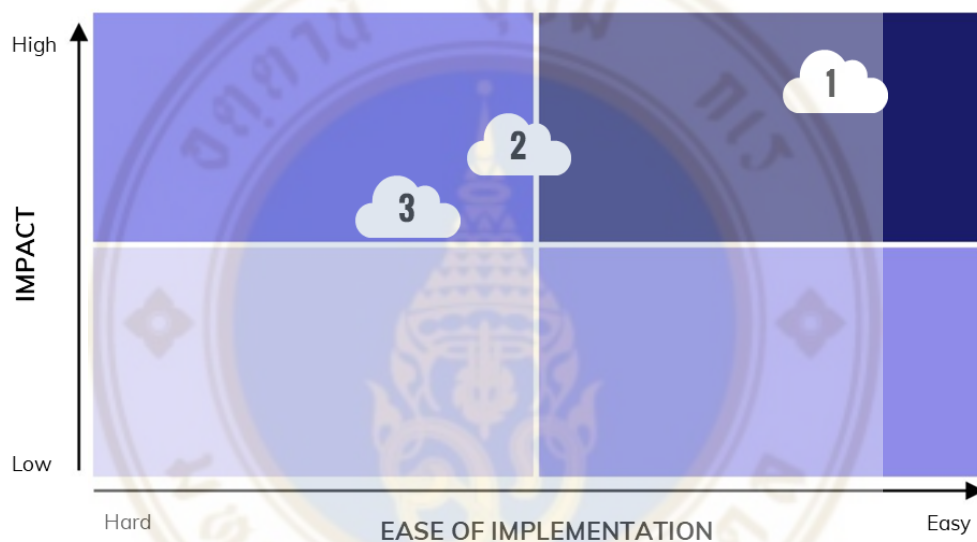 High
1
2
3
IMPACT
Low
Hard
EASE OF IMPLEMENTATION
Easy